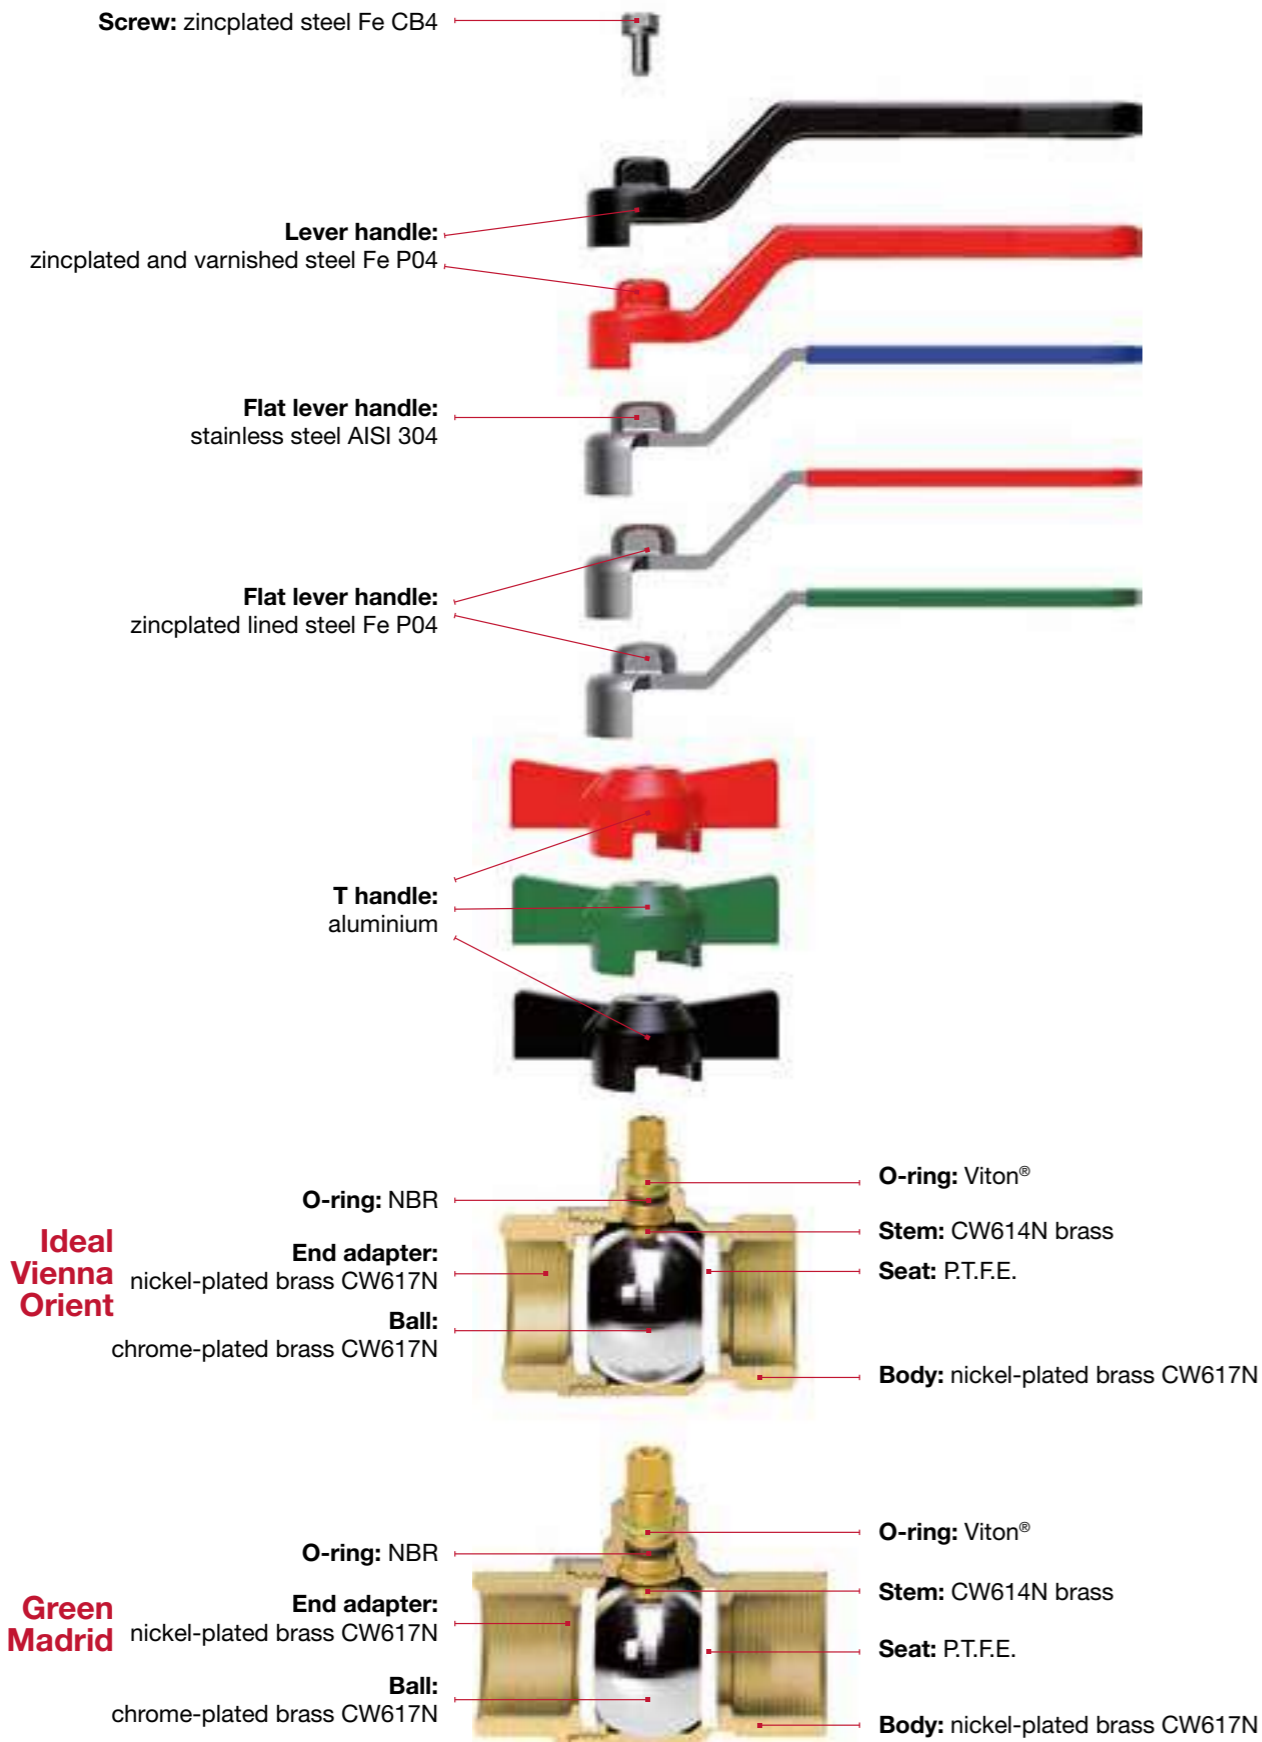 Screw: zincplated steel Fe CB4
Lever handle:
zincplated and varnished steel Fe P04
Flat lever handle:
stainless steel AISI 304
Flat lever handle:
zincplated lined steel Fe P04
T handle:
aluminium
Ideal
Vienna
Orient
O-ring: NBR
End adapter:
nickel-plated brass CW617N
Ball:
chrome-plated brass CW617N
O-ring: Viton®
Stem: CW614N brass
Seat: P.T.F.E.
Body: nickel-plated brass CW617N
Green
Madrid
O-ring: NBR
End adapter:
nickel-plated brass CW617N
Ball:
chrome-plated brass CW617N
O-ring: Viton®
Stem: CW614N brass
Seat: P.T.F.E.
Body: nickel-plated brass CW617N